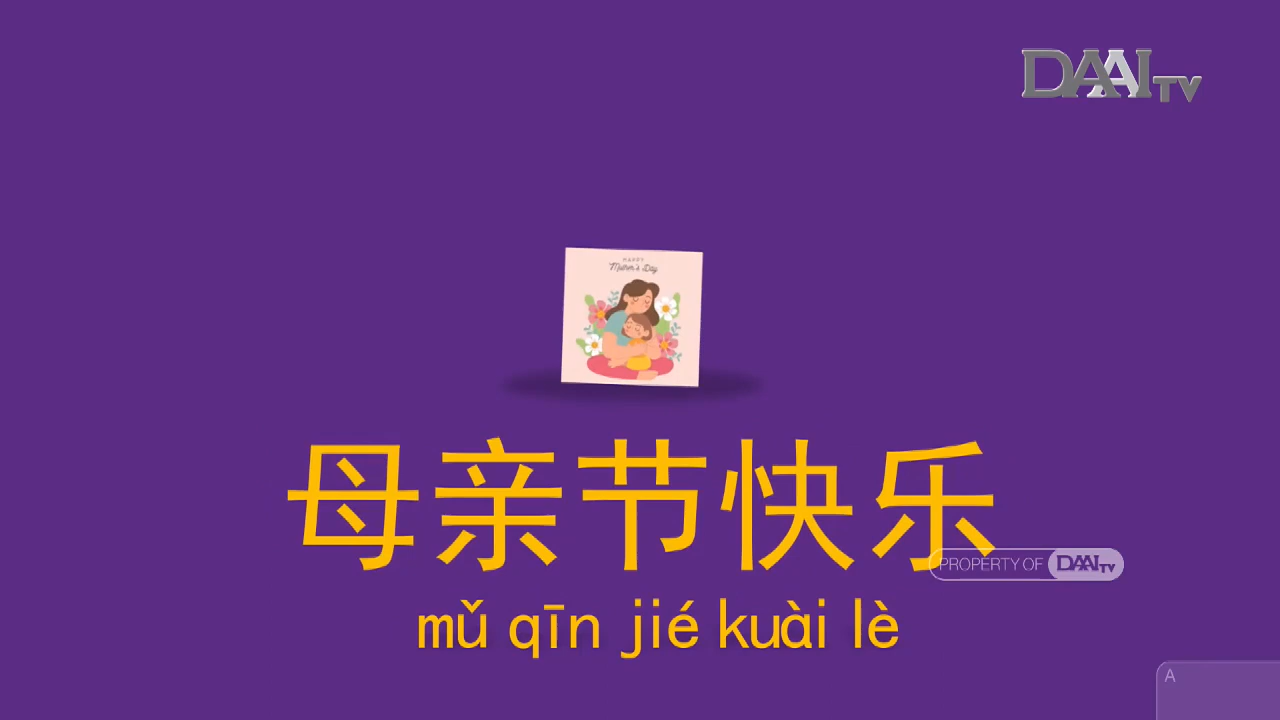 DAAI TV
HAPPY
Mother's Day
母亲节快乐
PROPERTY OF DAAI TV
mǔ qīn jié kuài lè
A